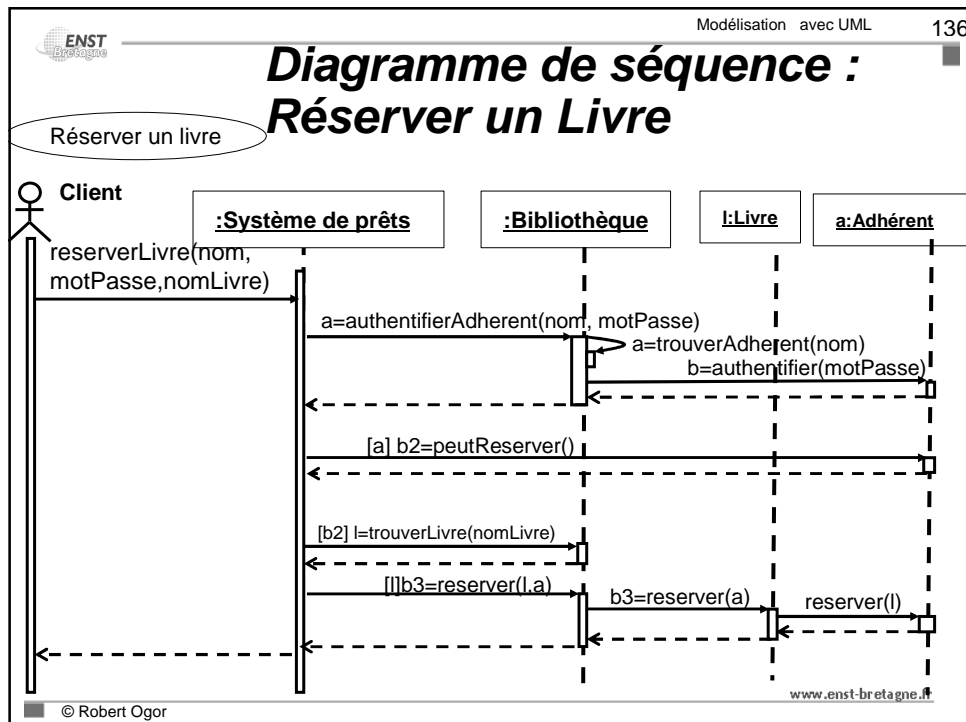 Modélisation avec UML 136
ENST
Bretagne
Diagramme de séquence :
Réserver un Livre
Réserver un livre
Client
:Système de prêts
:Bibliothèque
l:Livre
a:Adhérent
reserverLivre(nom,
motPasse,nomLivre)
a=authentifierAdherent(nom, motPasse)
a=trouverAdherent(nom)
b=authentifier(motPasse)
[a] b2=peutReserver()
[b2] l=trouverLivre(nomLivre)
[l]b3=reserver(l.a)
b3=reserver(a)
reserver(l)
www.enst-bretagne.fr
© Robert Ogor